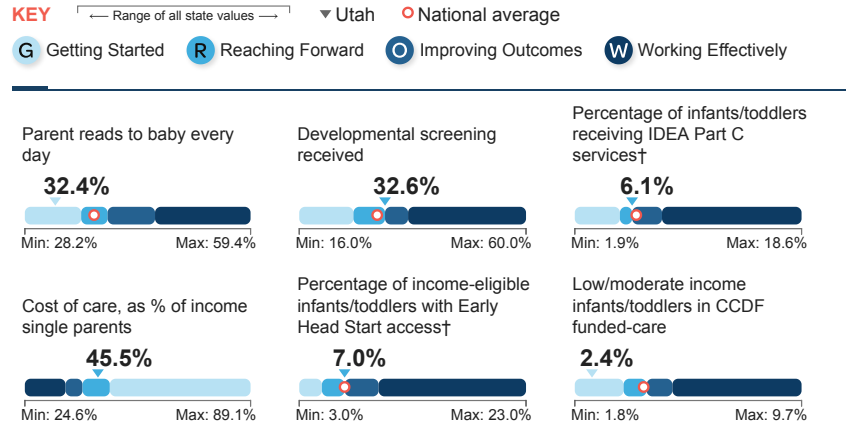 KEY
Range of all state values
Utah
National average
G Getting Started
R Reaching Forward
O Improving Outcomes
W Working Effectively
Parent reads to baby every
day
32.4%
Min: 28.2%
Max: 59.4%
Developmental screening
received
32.6%
Min: 16.0%
Max: 60.0%
Percentage of infants/toddlers
receiving IDEA Part C
services†
6.1%
Min: 1.9%
Max: 18.6%
Cost of care, as % of income
single parents
45.5%
Min: 24.6%
Max: 89.1%
Percentage of income-eligible
infants/toddlers with Early
Head Start access†
7.0%
Min: 3.0%
Max: 23.0%
Low/moderate income
infants/toddlers in CCDF
funded-care
2.4%
Min: 1.8%
Max: 9.7%